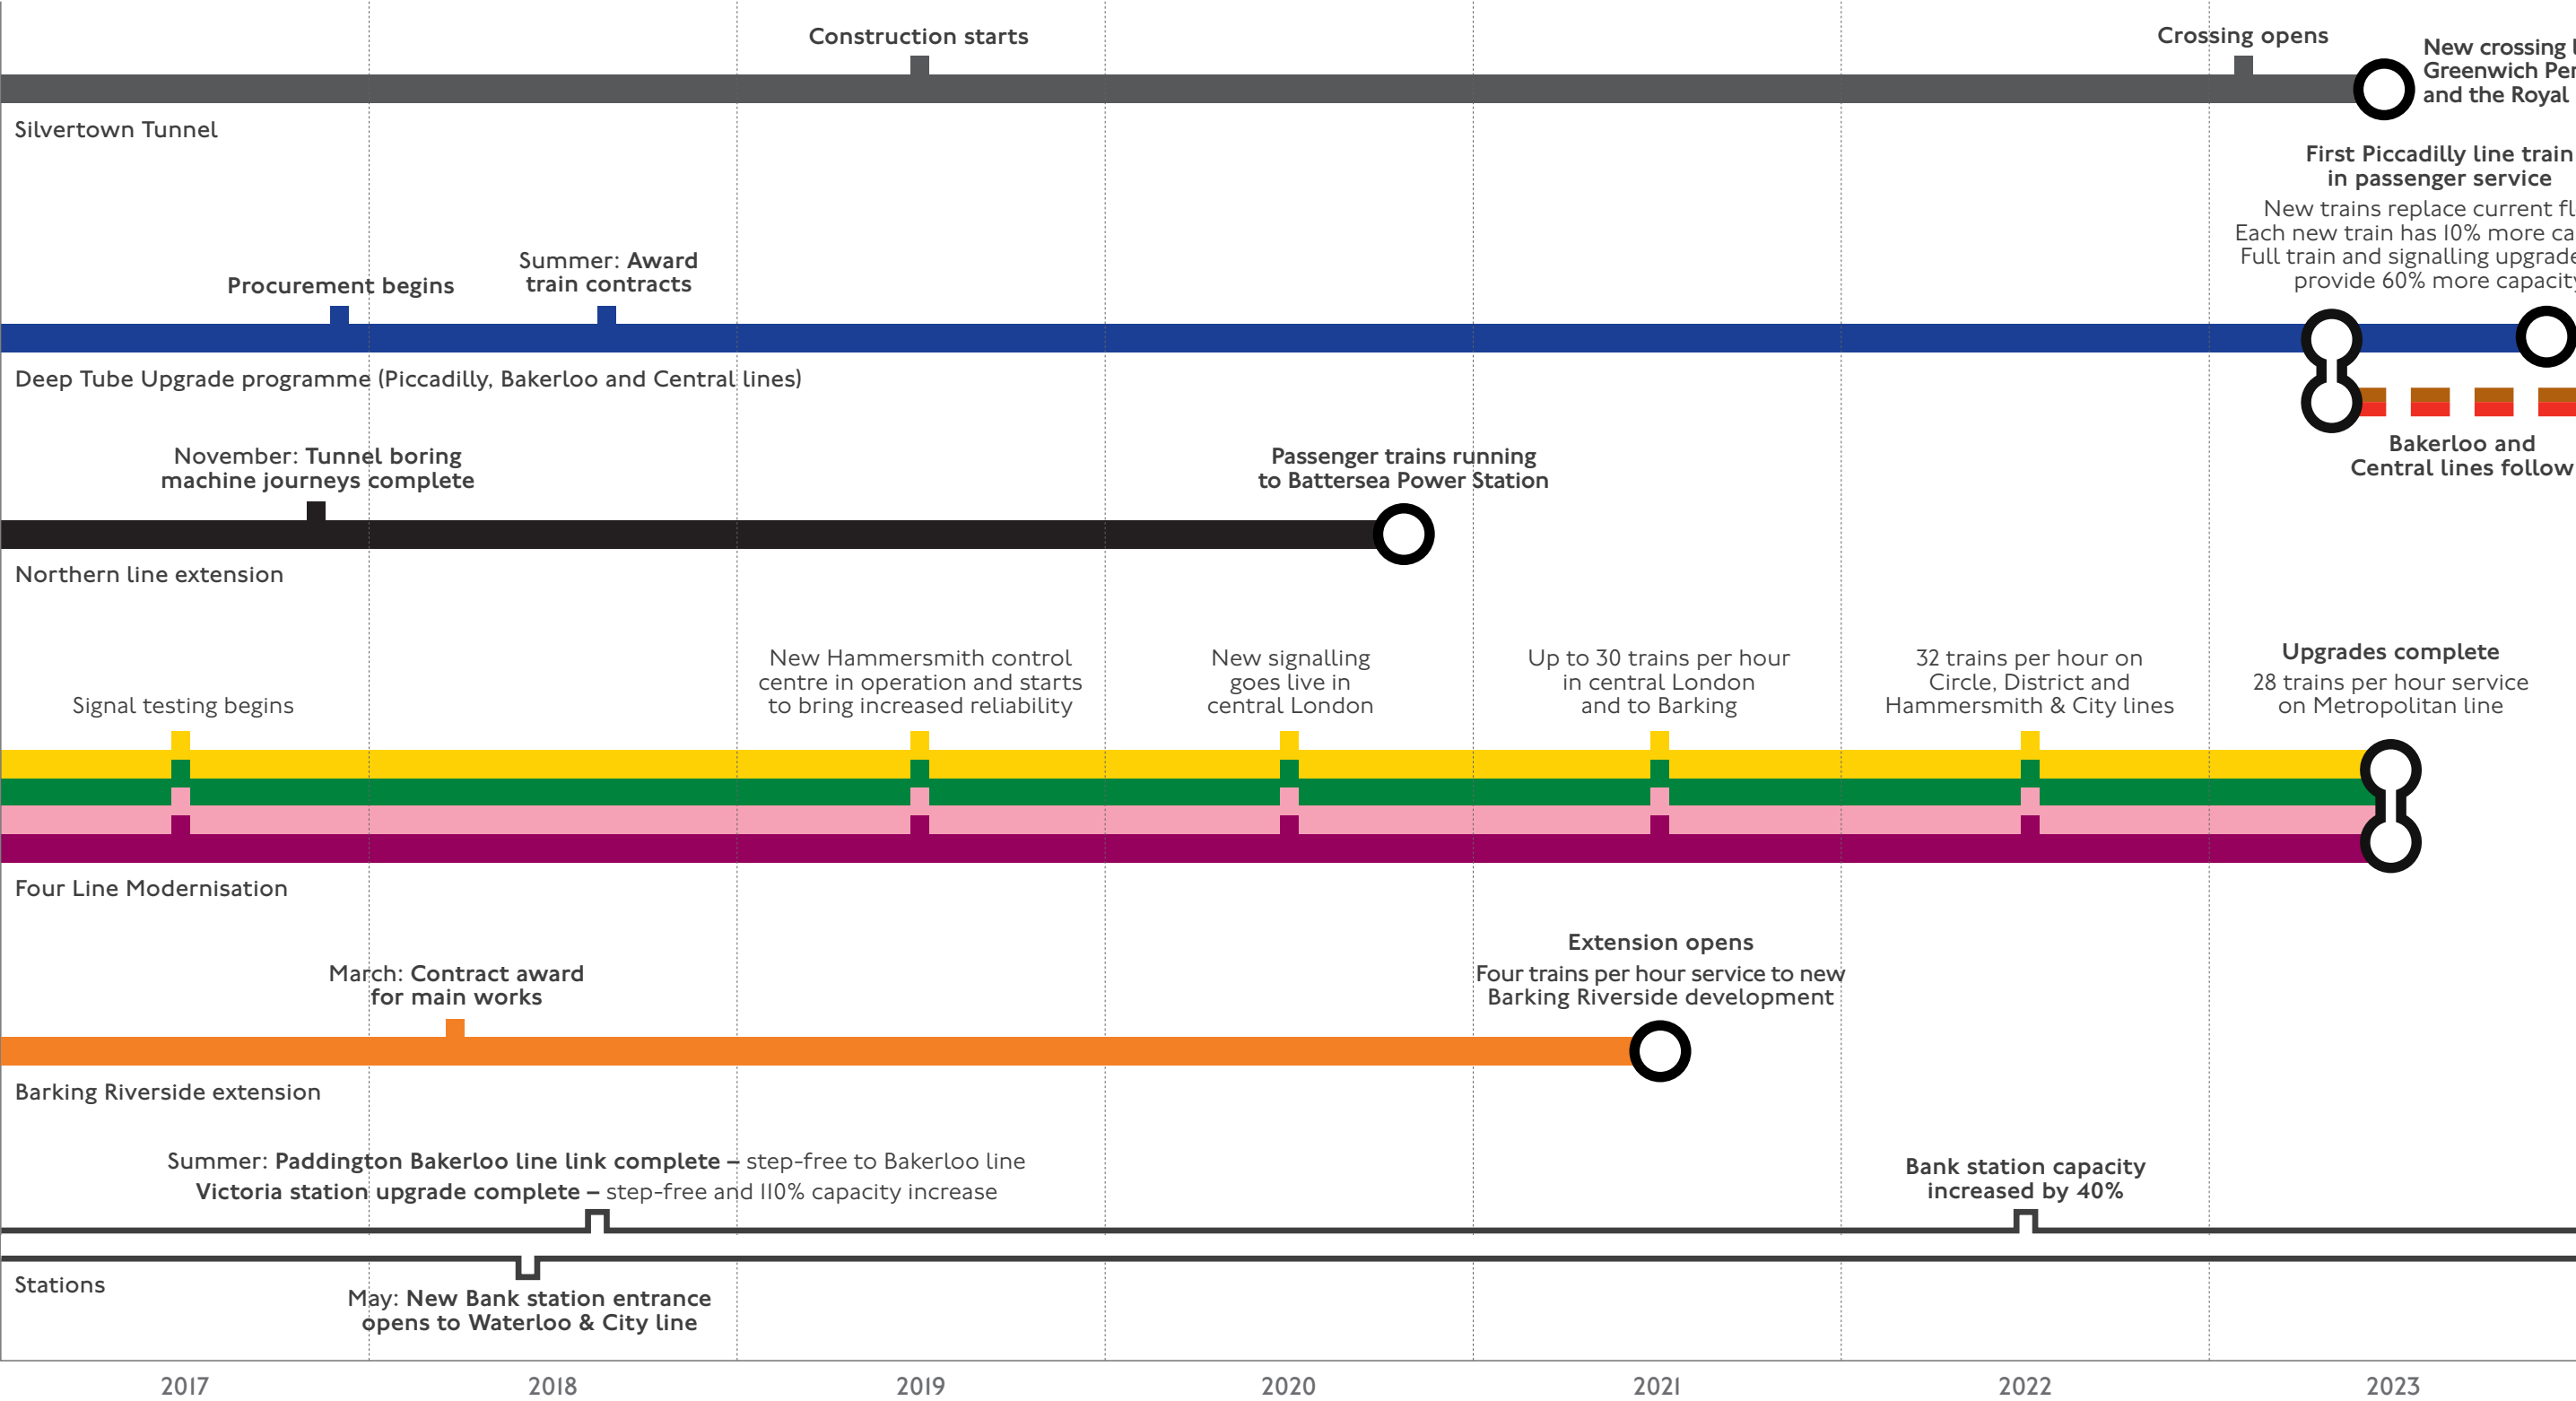 Construction starts
Crossing opens
New crossing
Greenwich
and the Royal
Silvertown Tunnel
First Piccadilly line train
in passenger service
New trains replace current
Each new train has 10% more
Full train and signalling
provide 60% more
Procurement begins
Summer: Award
train contracts
Deep Tube Upgrade programme (Piccadilly, Bakerloo and Central lines)
Bakerloo and
Central lines follow
November: Tunnel boring
machine journeys complete
Passenger trains running
to Battersea Power Station
Northern line extension
Signal testing begins
New Hammersmith control
centre in operation and starts
to bring increased reliability
New signalling
goes live in
central London
Up to 30 trains per hour
in central London
and to Barking
32 trains per hour on
Circle, District and
Hammersmith & City lines
Upgrades complete
28 trains per hour service
on Metropolitan line
Four Line Modernisation
March: Contract award
for main works
Extension opens
Four trains per hour service to new
Barking Riverside development
Barking Riverside extension
Summer: Paddington Bakerloo line link complete – step-free to Bakerloo line
Victoria station upgrade complete – step-free and 110% capacity increase
Bank station capacity
increased by 40%
Stations
May: New Bank station entrance
opens to Waterloo & City line
2017 2018 2019 2020 2021 2022 2023